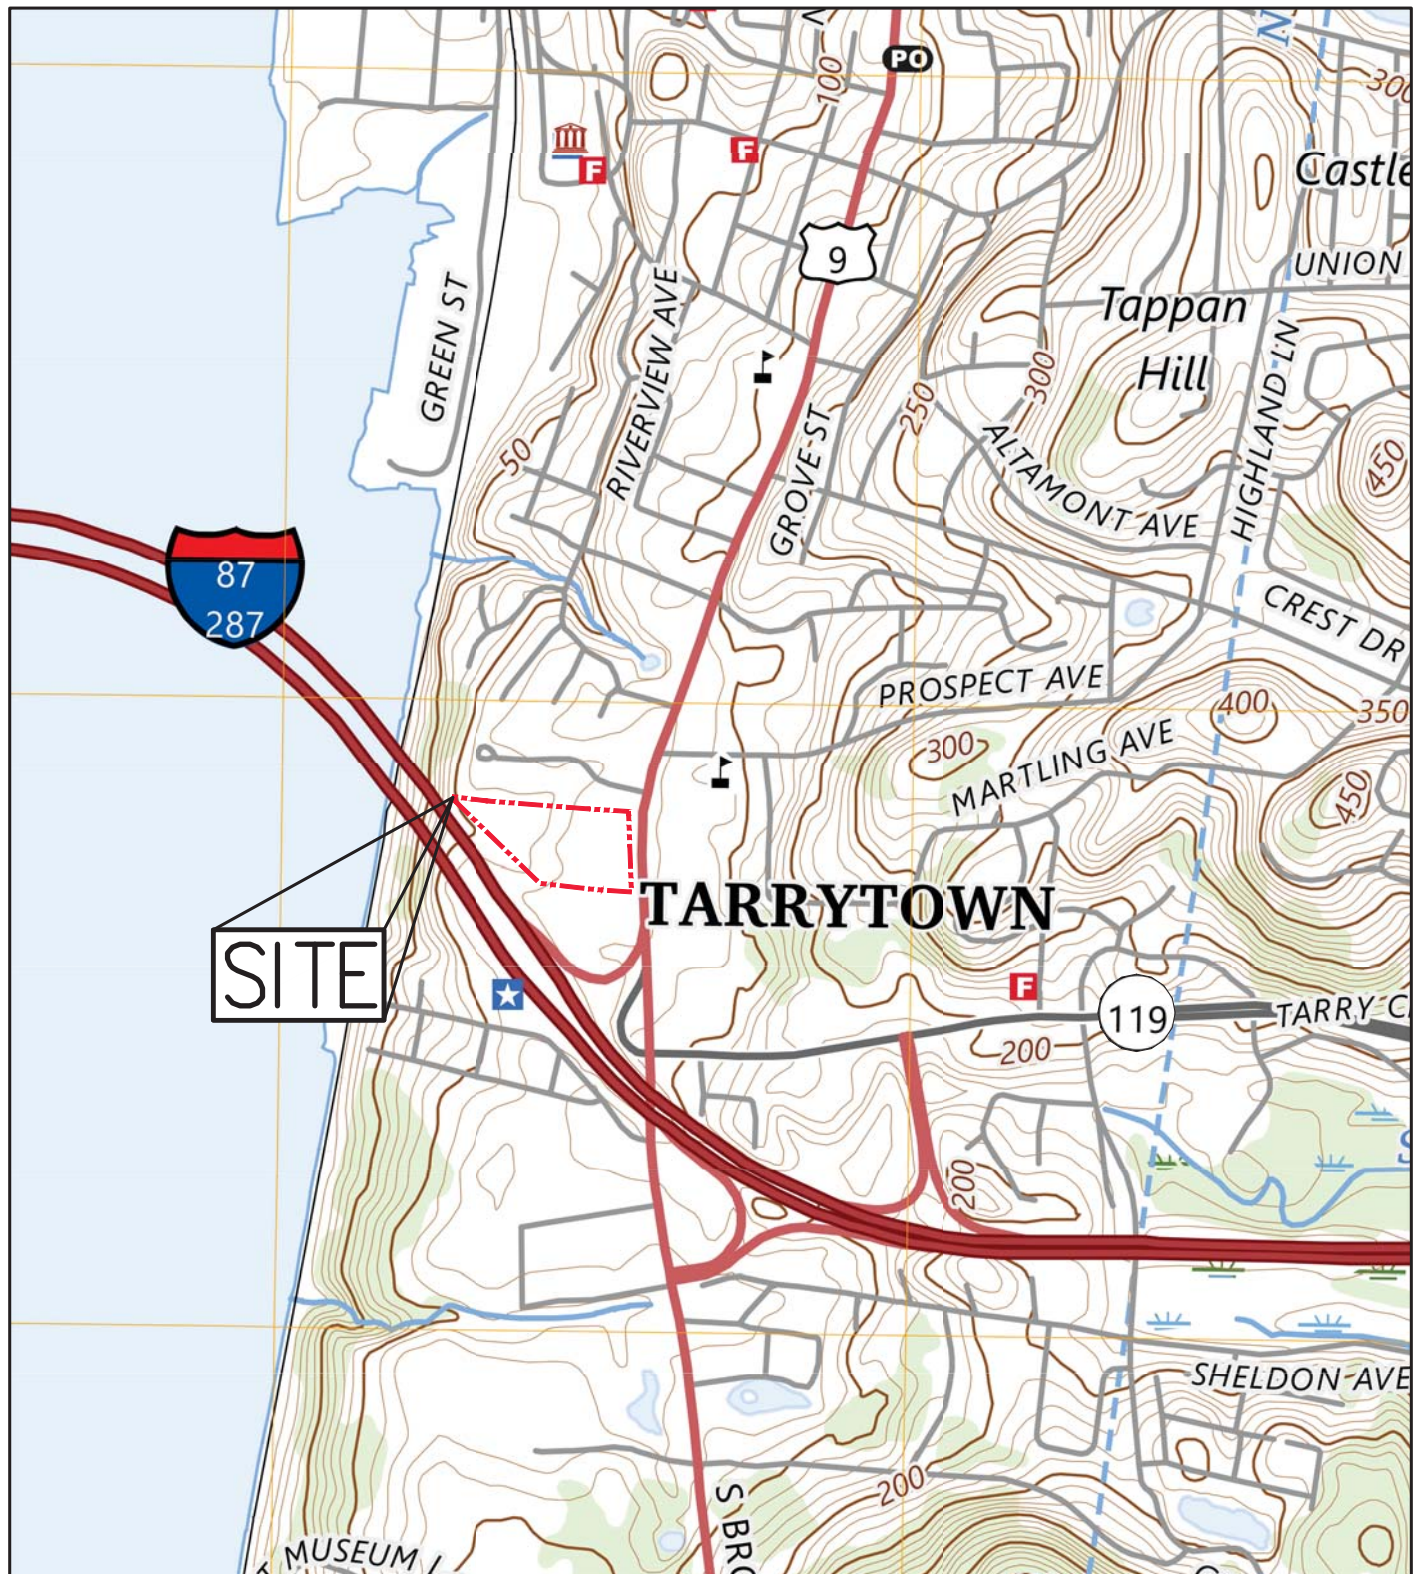 PO
100
N
300
F
F
Castle
9
UNION
GREEN ST
RIVERVIEW AVE
Tappan
Hill
HIGHLAND LN
300
250
GROVE ST
ALTAMONT AVE
50
450
87
287
CREST DR
PROSPECT AVE
400
350
300
MARTLING AVE
450
TARRYTOWN
SITE
F
119
TARRY C
200
200
S
SHELDON AVE
200
S BRO
MUSEUM